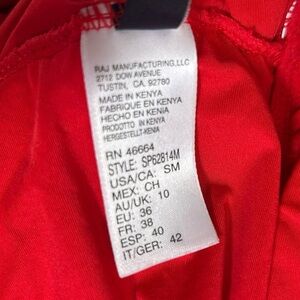 RAJ MANUFACTURING, LLC
2712 DOW AVENUE
TUSTIN, CA. 92780
MADE IN KENYA
FABRIQUE EN KENYA
HECHO EN KENIA
PRODOTTO IN KENYA
HERGESTELLT-KENIA
RN 46664
STYLE: SP62814M
USA/CA: SM
MEX: CH
AU/UK: 10
EU: 36
FR: 38
ESP: 40
IT/GER: 42